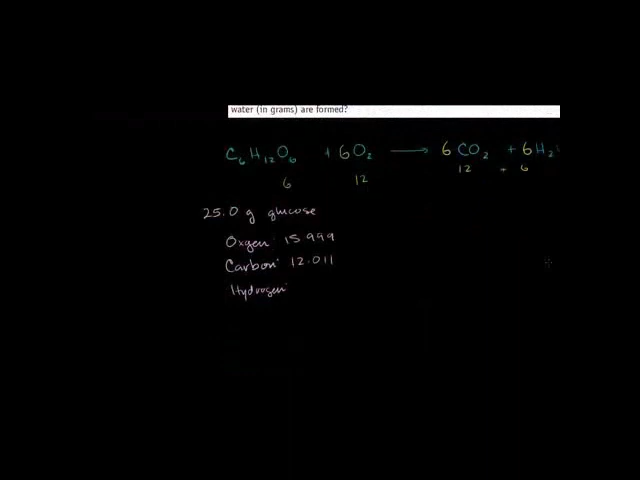 water (in grams) are formed?
C₆H₁₂O₆ + 6O₂ → 6CO₂ + 6H₂
6 12 12 + 6
25.0 g glucose
Oxgen: 15.999
Carbon: 12.011
Hydrogen: